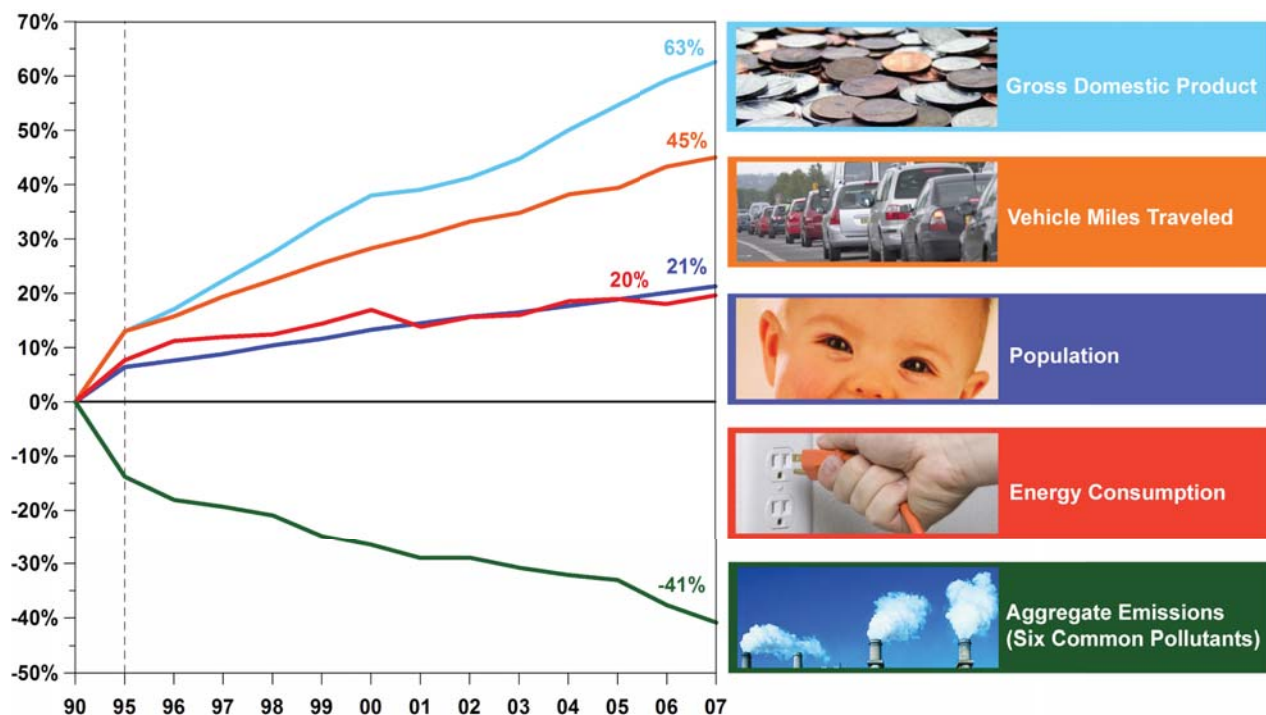 70%
60%
50%
40%
30%
20%
10%
0%
-10%
-20%
-30%
-40%
-50%
63%
45%
21%
20%
-41%
90 95 96 97 98 99 00 01 02 03 04 05 06 07
Gross Domestic Product
Vehicle Miles Traveled
Population
Energy Consumption
Aggregate Emissions
(Six Common Pollutants)